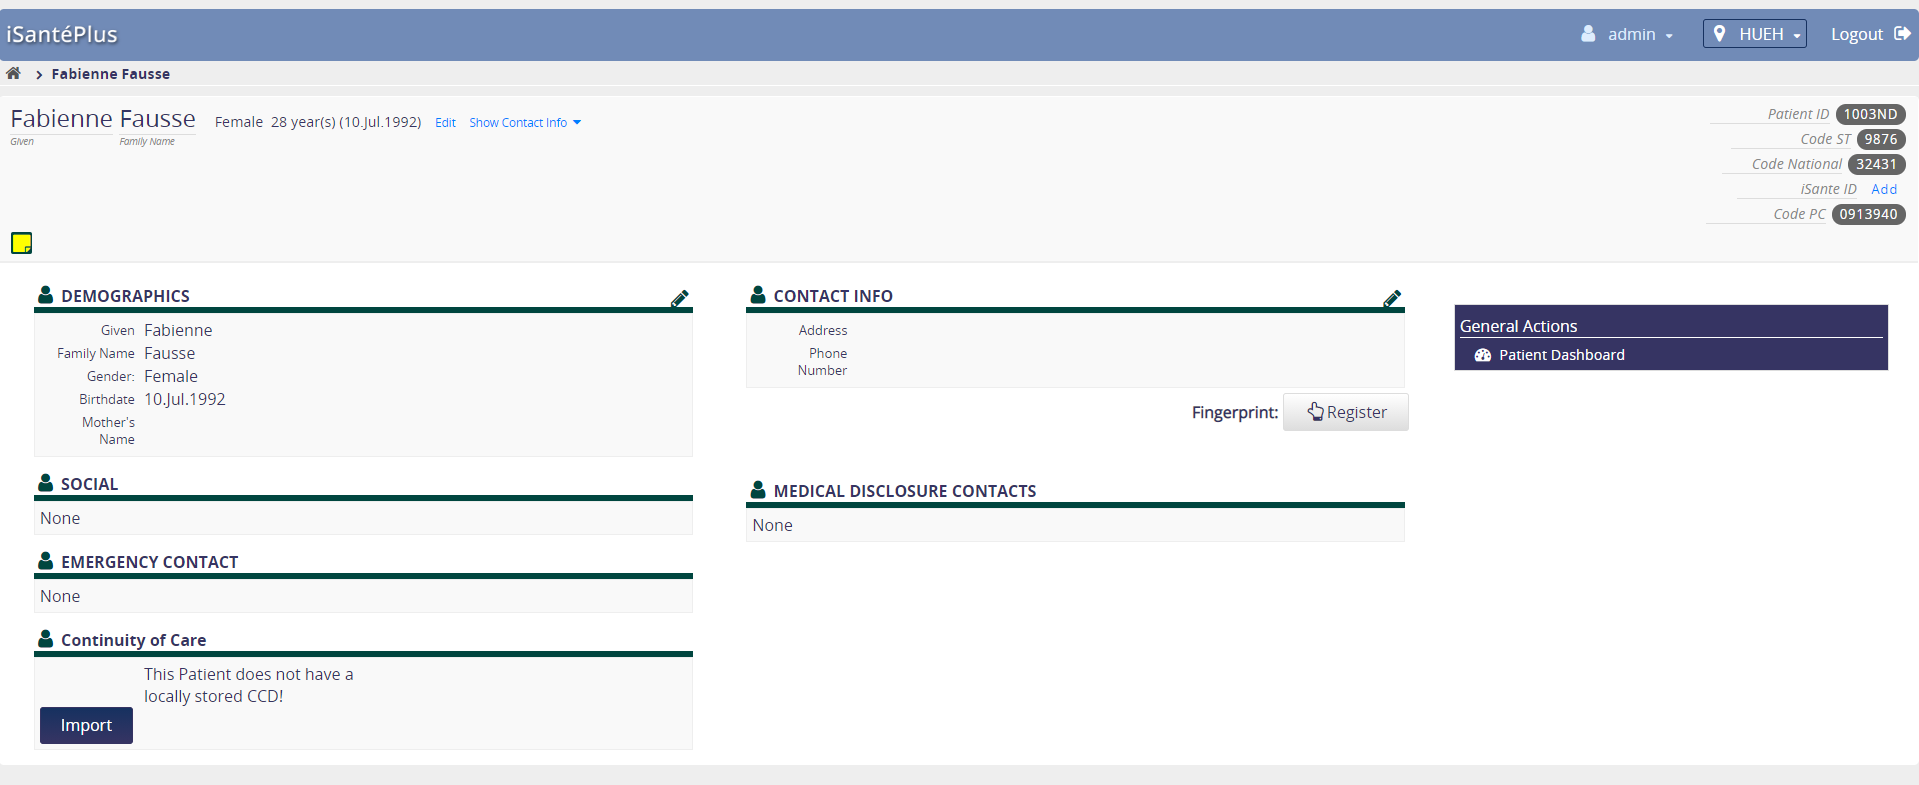 iSantéPlus
admin
HUEH
Logout
Fabienne Fausse
Fabienne Fausse
Given Family Name
Female 28 year(s) (10.Jul.1992) Edit Show Contact Info
Patient ID 1003ND
Code ST 9876
Code National 32431
iSante ID Add
Code PC 0913940
DEMOGRAPHICS
Given Fabienne
Family Name Fausse
Gender: Female
Birthdate 10.Jul.1992
Mother's
Name
SOCIAL
None
EMERGENCY CONTACT
None
Continuity of Care
This Patient does not have a
locally stored CCD!
Import
CONTACT INFO
Address
Phone
Number
Fingerprint: Register
MEDICAL DISCLOSURE CONTACTS
None
General Actions
Patient Dashboard